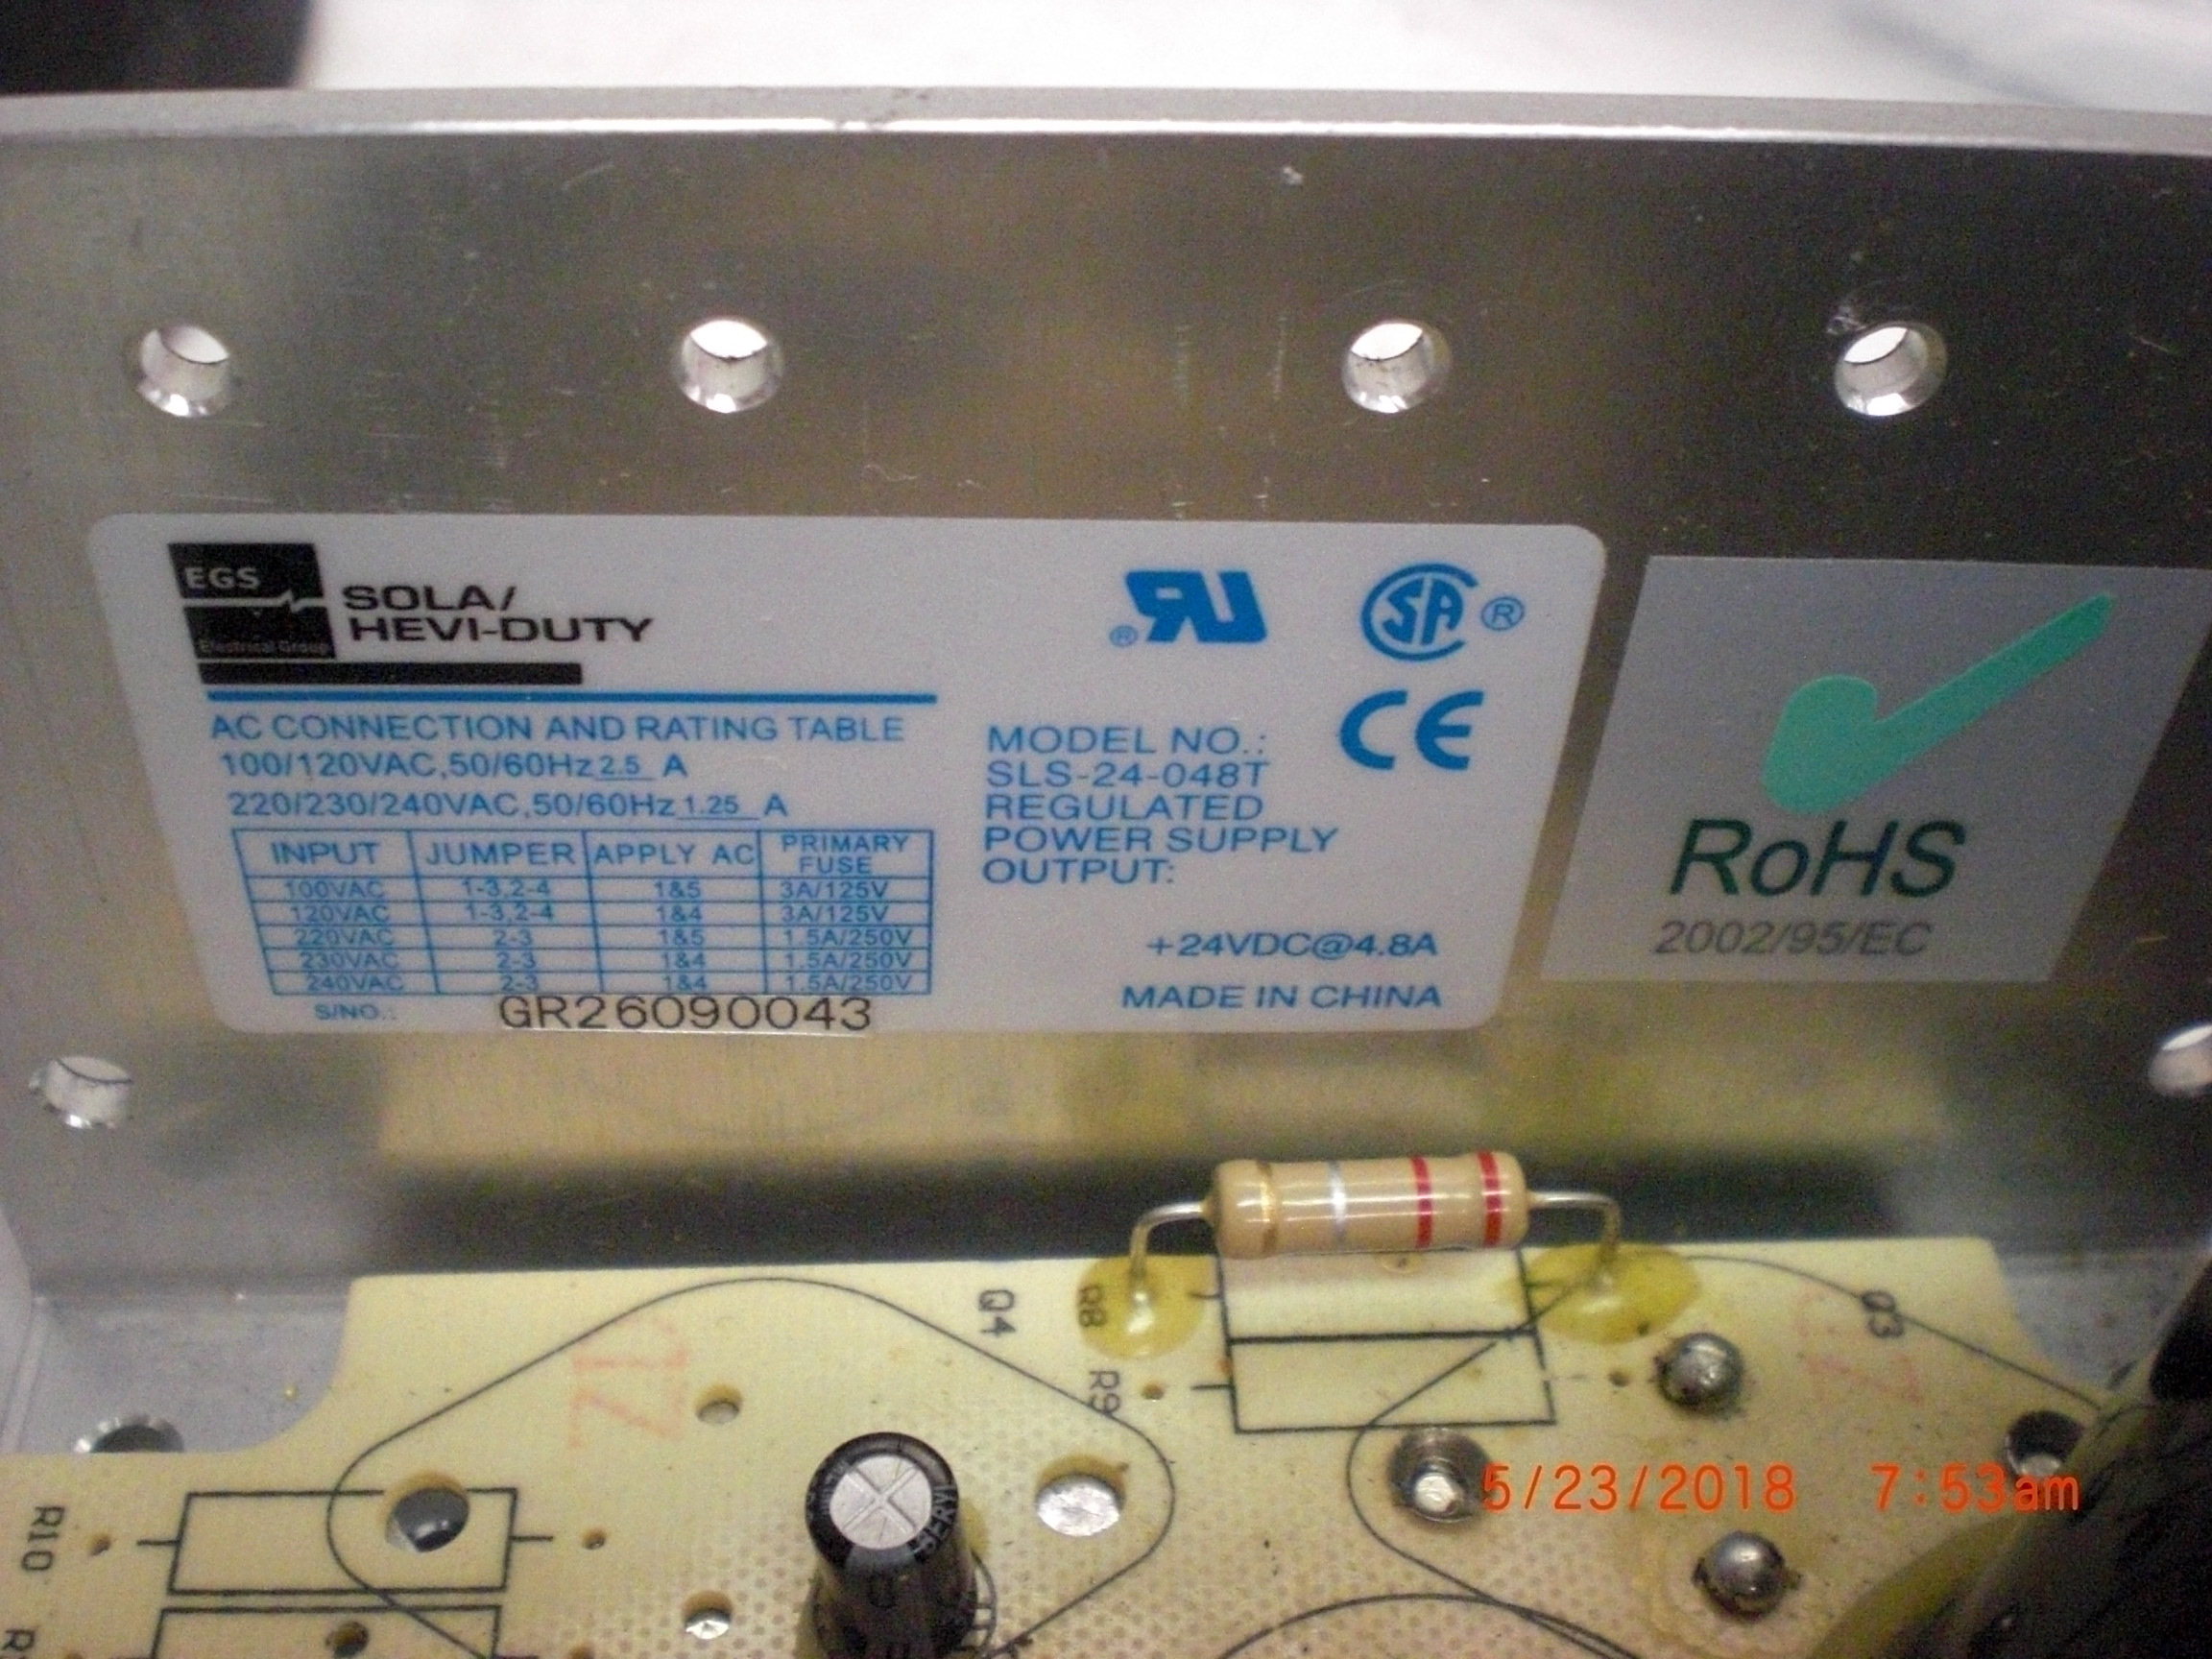 EGS
Electrical Group
SOLA/
HEVI-DUTY
AC CONNECTION AND RATING TABLE
100/120VAC,50/60Hz 2.5 A
220/230/240VAC,50/60Hz 1.25 A
INPUT JUMPER APPLY AC PRIMARY FUSE
100VAC 1-3,2-4 1&5 3A/125V
120VAC 1-3,2-4 1&4 3A/125V
220VAC 2-3 1&5 1.5A/250V
230VAC 2-3 1&4 1.5A/250V
240VAC 2-3 1&4 1.5A/250V
S/NO.: GR26090043
®
SA ®
CE
MODEL NO.:
SLS-24-048T
REGULATED
POWER SUPPLY
OUTPUT:
+24VDC@4.8A
MADE IN CHINA
RoHS
2002/95/EC
Q4
R8
R9
Q3
R10
5/23/2018 7:53am